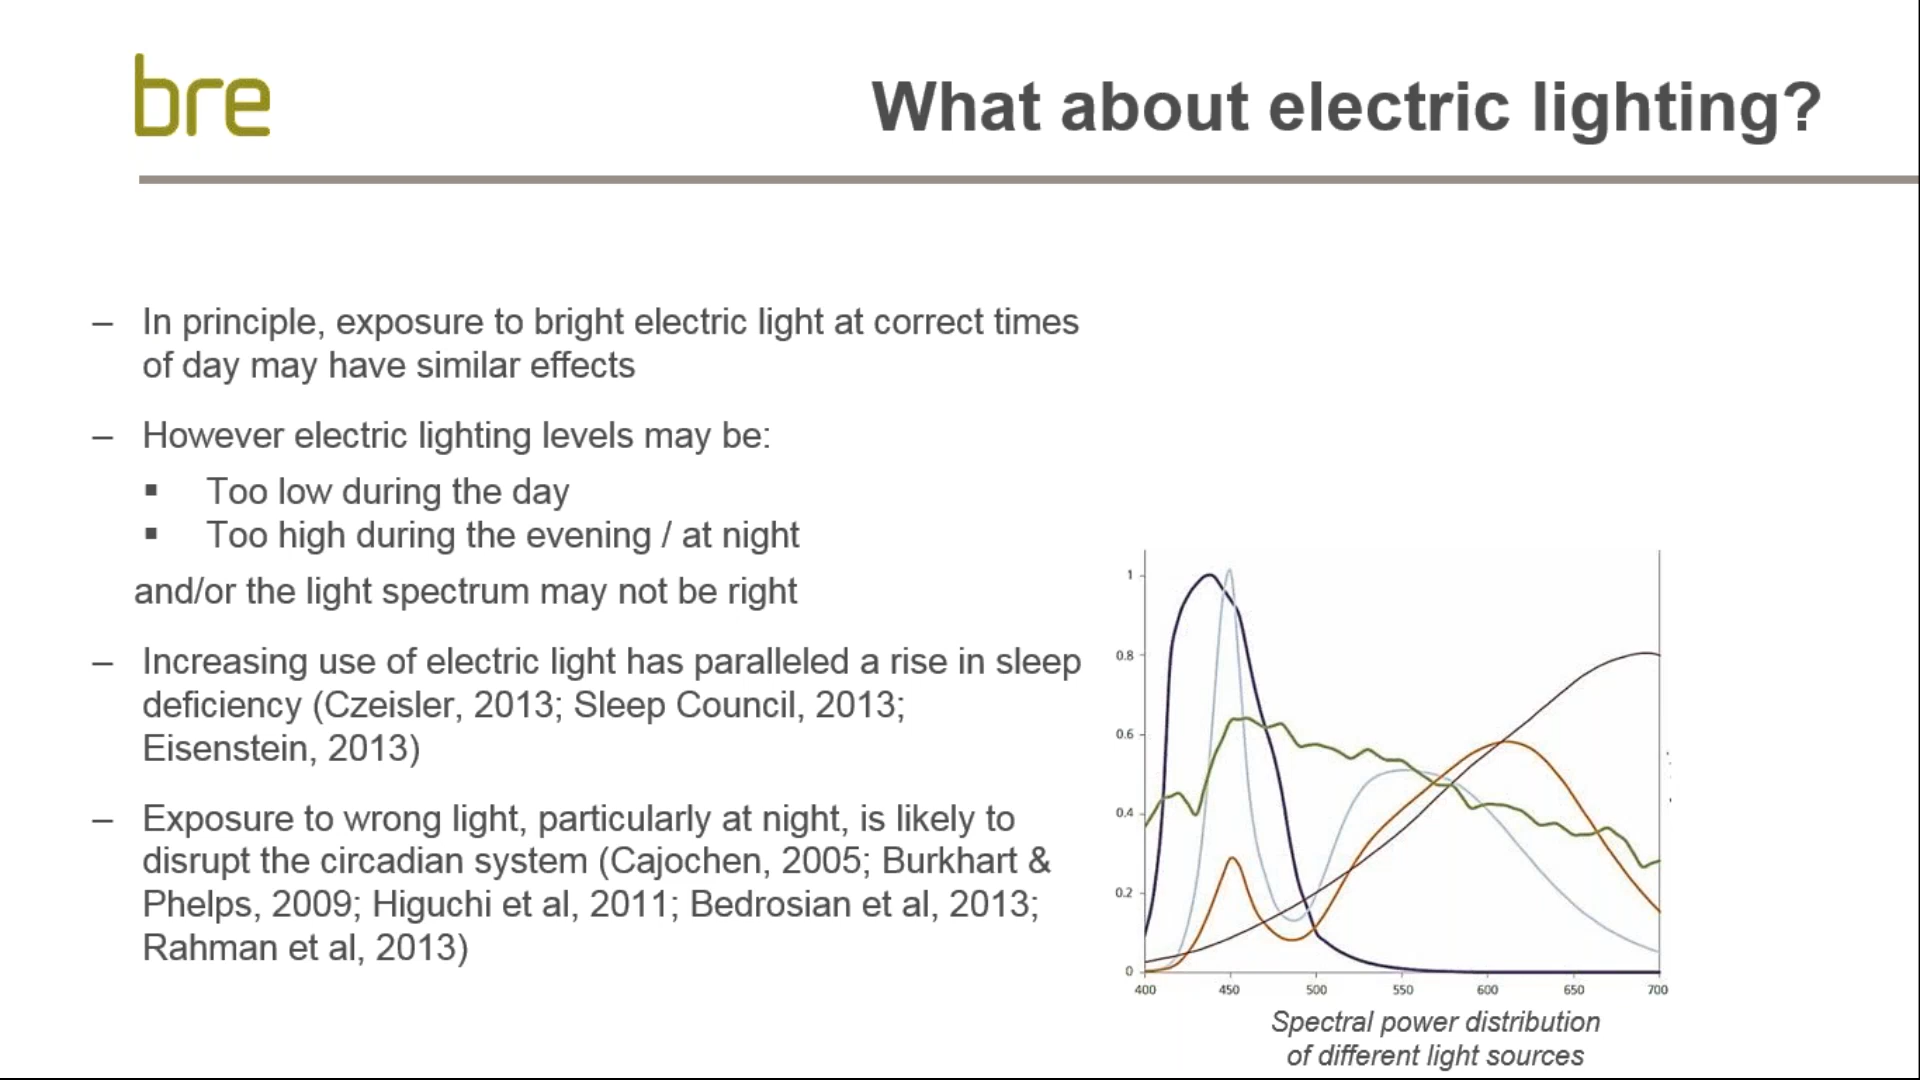 bre
What about electric lighting?
– In principle, exposure to bright electric light at correct times
of day may have similar effects
– However electric lighting levels may be:
▪ Too low during the day
▪ Too high during the evening / at night
and/or the light spectrum may not be right
– Increasing use of electric light has paralleled a rise in sleep
deficiency (Czeisler, 2013; Sleep Council, 2013;
Eisenstein, 2013)
– Exposure to wrong light, particularly at night, is likely to
disrupt the circadian system (Cajochen, 2005; Burkhart &
Phelps, 2009; Higuchi et al, 2011; Bedrosian et al, 2013;
Rahman et al, 2013)
1
0.8
0.6
0.4
0.2
0
400 450 500 550 600 650 700
Spectral power distribution
of different light sources